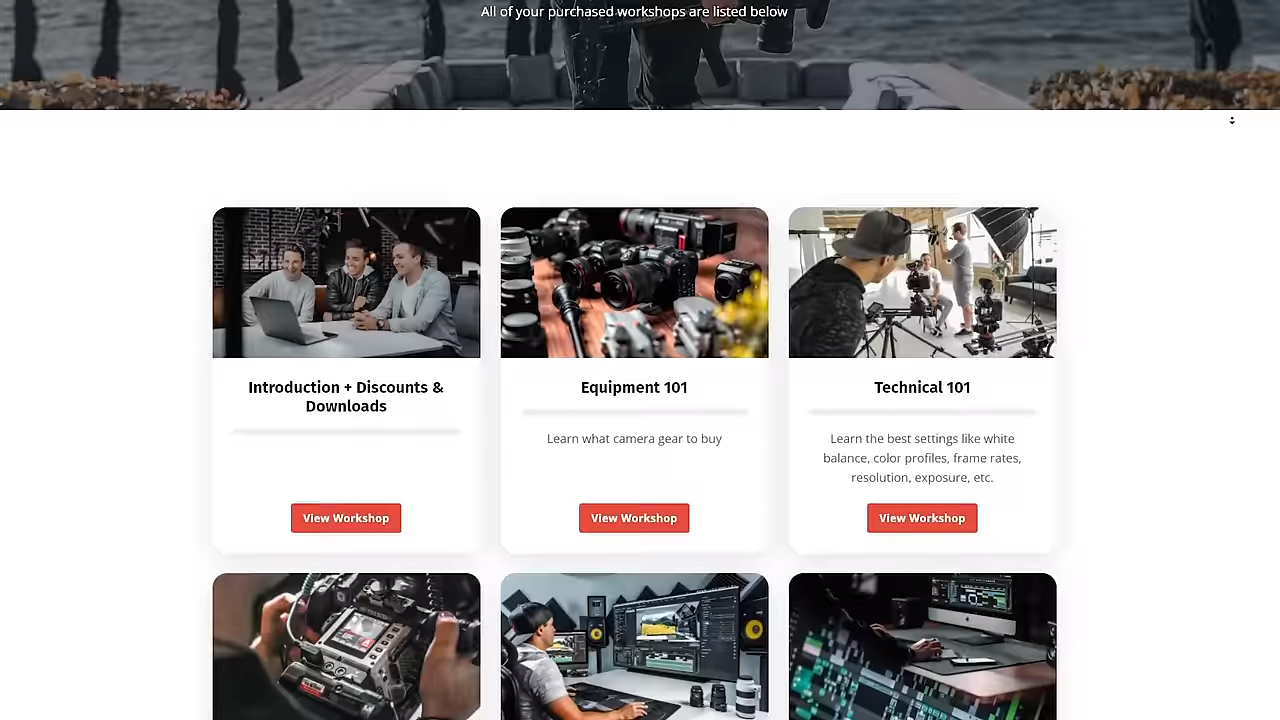 All of your purchased workshops are listed below
Introduction + Discounts &
Downloads
Equipment 101
Technical 101
Learn what camera gear to buy
Learn the best settings like white
balance, color profiles, frame rates,
resolution, exposure, etc.
View Workshop
View Workshop
View Workshop